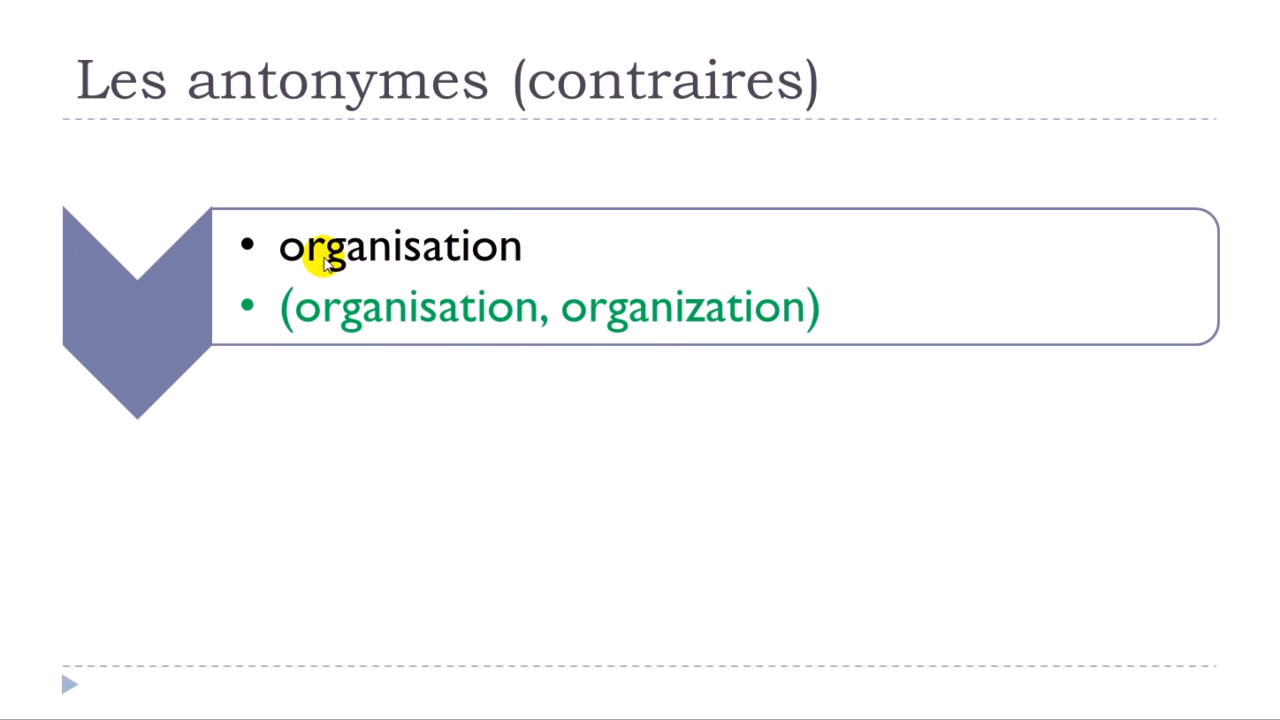 Les antonymes (contraires)
• organisation
• (organisation, organization)